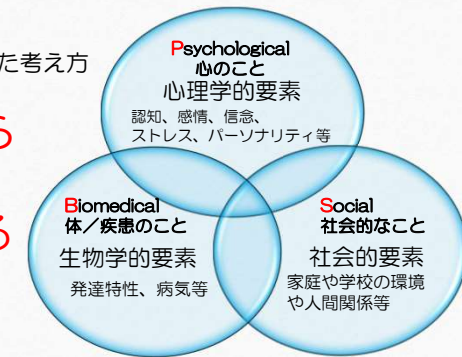 た考え方
ら
る
Psychological
心のこと
心理学的要素
認知、感情、信念、
ストレス、パーソナリティ等
Biomedical
体／疾患のこと
生物学的要素
発達特性、病気等
Social
社会的なこと
社会的要素
家庭や学校の環境
や人間関係等